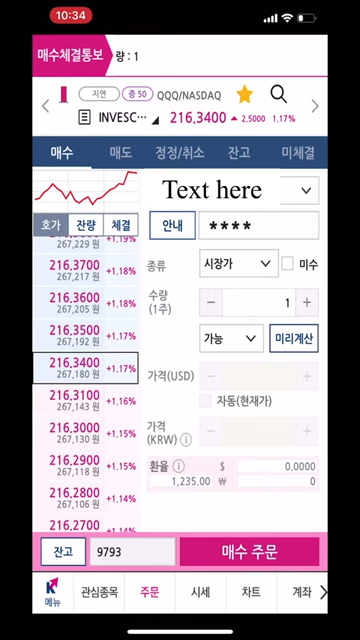 10:34
매수체결통보 량 : 1
지연 증 50 QQQ/NASDAQ
INVESC··· 216,3400 ▲ 2,5000 1,17%
매수 매도 정정/취소 잔고 미체결
Text here
호가 잔량 체결
안내 ****
267,229 원 +1,19%
216,3700 +1,18%
267,217 원
종류 시장가 미수
216,3600 +1,18%
267,205 원
수량
(1주) 1
216,3500 +1,17%
267,192 원
가능 미리계산
216,3400 +1,17%
267,180 원
가격(USD)
216,3100 +1,16%
267,143 원
자동(현재가)
216,3000 +1,15%
267,130 원
가격
(KRW)
216,2900 +1,15%
267,118 원
환율 $ 0,0000
1,235,00 ₩ 0
216,2800 +1,14%
267,106 원
216,2700 +1,14%
잔고 9793 매수 주문
메뉴 관심종목 주문 시세 차트 계좌